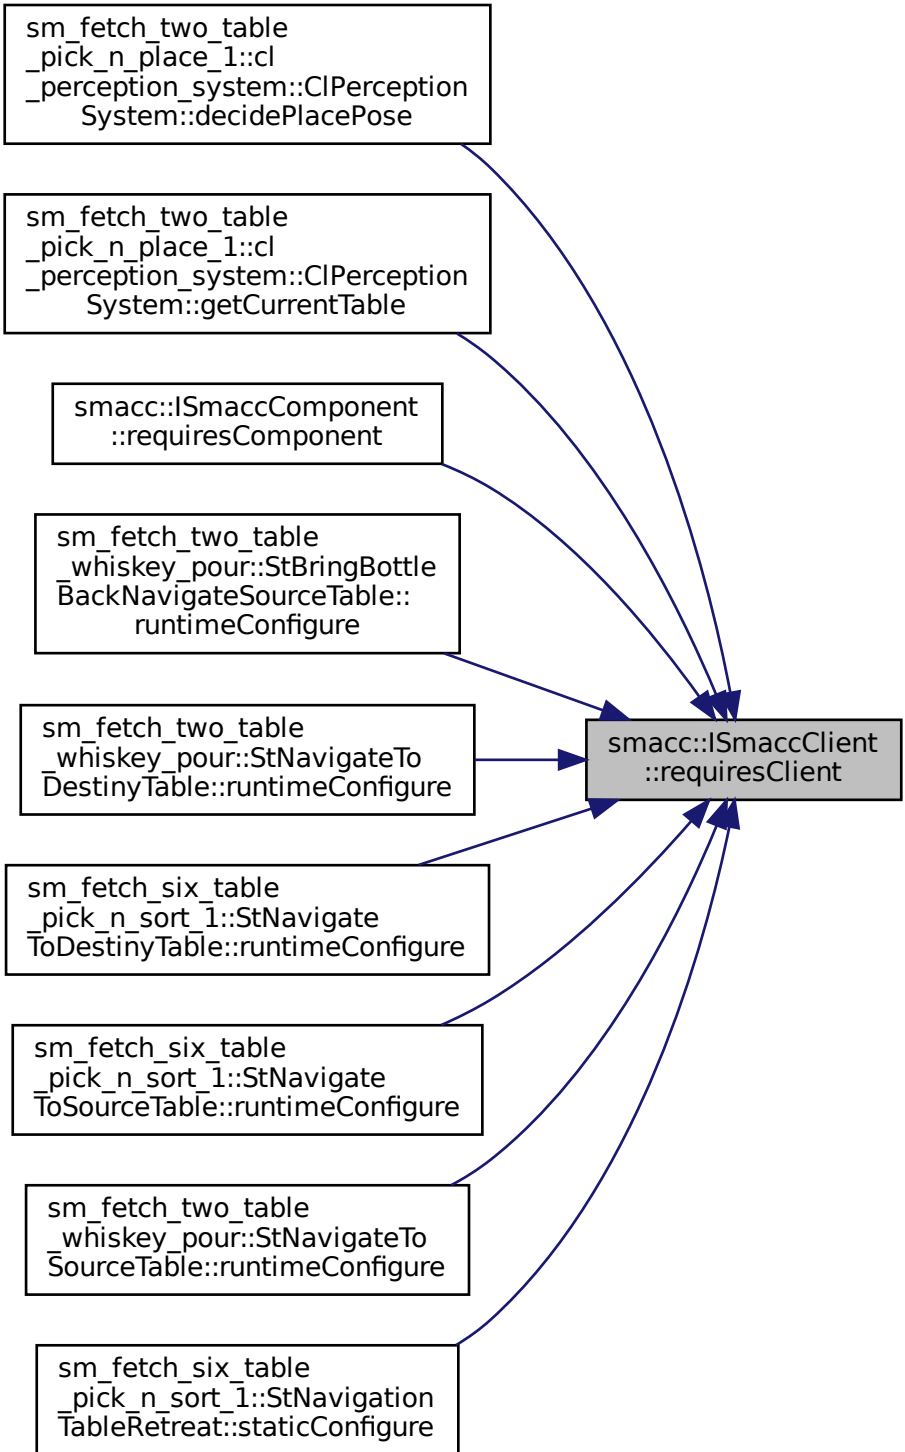 sm_fetch_two_table
_pick_n_place_1::cl
_perception_system::ClPerception
System::decidePlacePose
sm_fetch_two_table
_pick_n_place_1::cl
_perception_system::ClPerception
System::getCurrentTable
smacc::ISmaccComponent
::requiresComponent
sm_fetch_two_table
_whiskey_pour::StBringBottle
BackNavigateSourceTable::
runtimeConfigure
sm_fetch_two_table
_whiskey_pour::StNavigateTo
DestinyTable::runtimeConfigure
smacc::ISmaccClient
::requiresClient
sm_fetch_six_table
_pick_n_sort_1::StNavigate
ToDestinyTable::runtimeConfigure
sm_fetch_six_table
_pick_n_sort_1::StNavigate
ToSourceTable::runtimeConfigure
sm_fetch_two_table
_whiskey_pour::StNavigateTo
SourceTable::runtimeConfigure
sm_fetch_six_table
_pick_n_sort_1::StNavigation
TableRetreat::staticConfigure